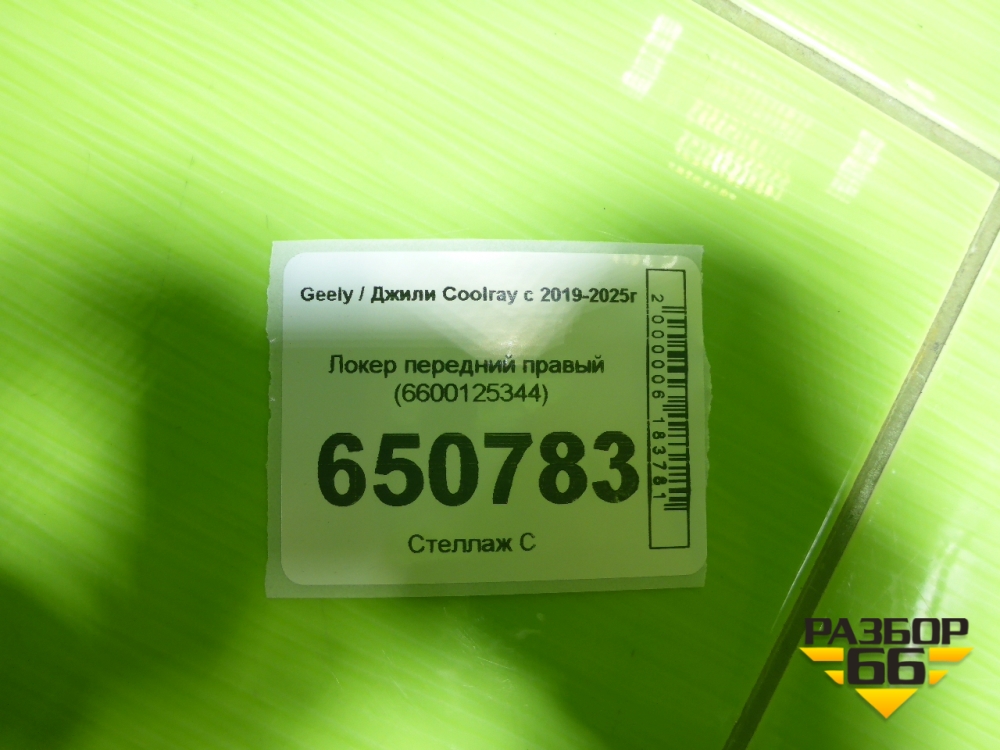 Geely / Джили Coolray с 2019-2025г
Локер передний правый
(6600125344)
650783
Стеллаж С
2000006183781
РАЗБОР
66